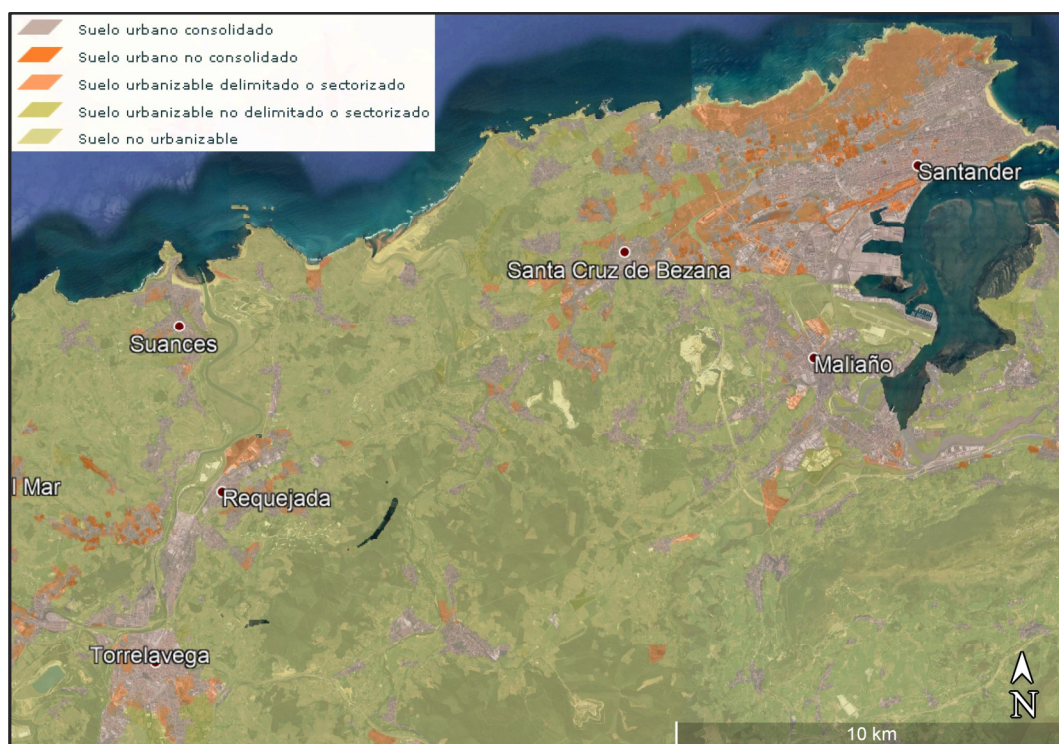 Suelo urbano consolidado
Suelo urbano no consolidado
Suelo urbanizable delimitado o sectorizado
Suelo urbanizable no delimitado o sectorizado
Suelo no urbanizable
Santander
Santa Cruz de Bezana
Suances
Maliaño
l Mar
Requejada
Torrelavega
N
10 km